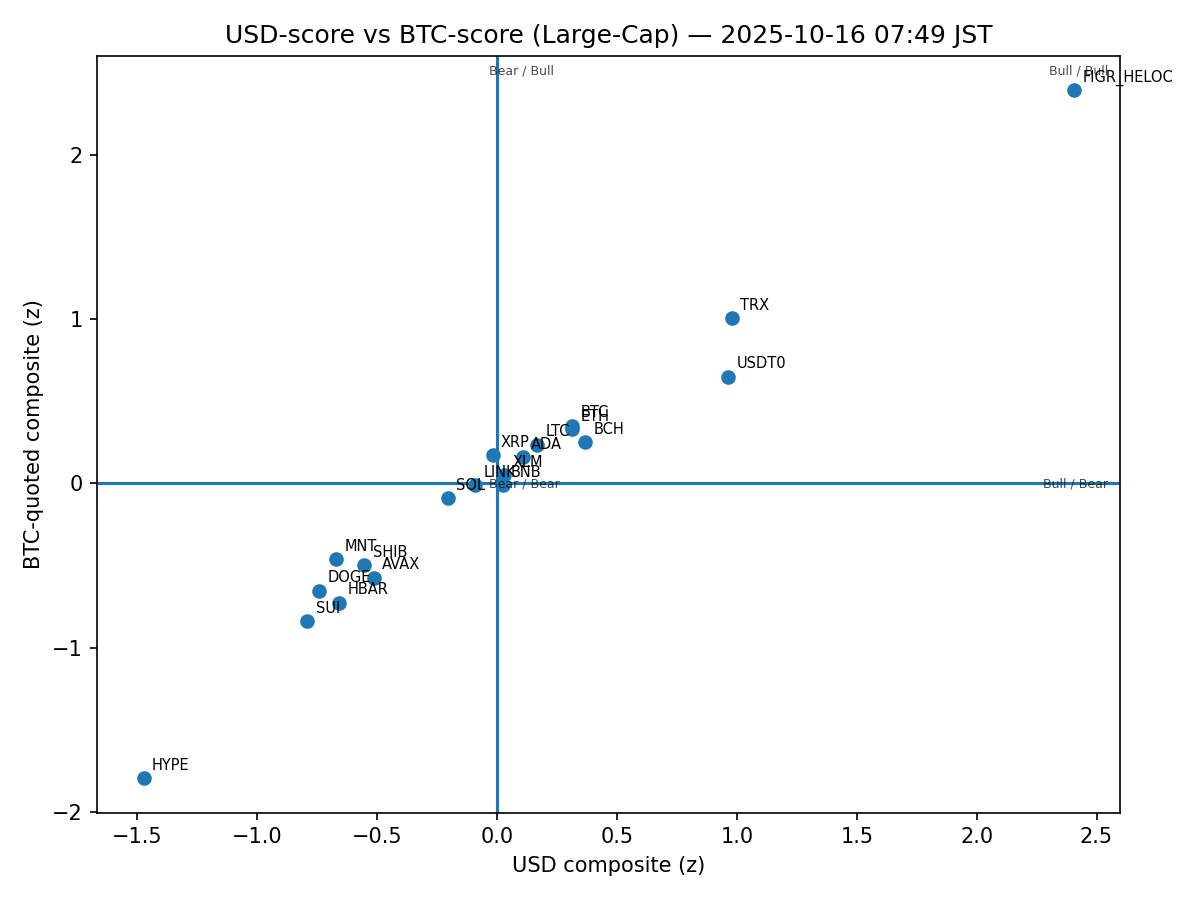 USD-score vs BTC-score (Large-Cap) — 2025-10-16 07:49 JST
Bear / Bull
Bull / Bull
FIGR_HELOC
TRX
USDT0
BTC
ETH
BCH
LTC
XRP
ADA
XLM
LINK
BNB
SOL
Bear / Bear
Bull / Bear
MNT
SHIB
AVAX
DOGE
HBAR
SUI
HYPE
2
1
0
−1
−2
−1.5
−1.0
−0.5
0.0
0.5
1.0
1.5
2.0
2.5
BTC-quoted composite (z)
USD composite (z)